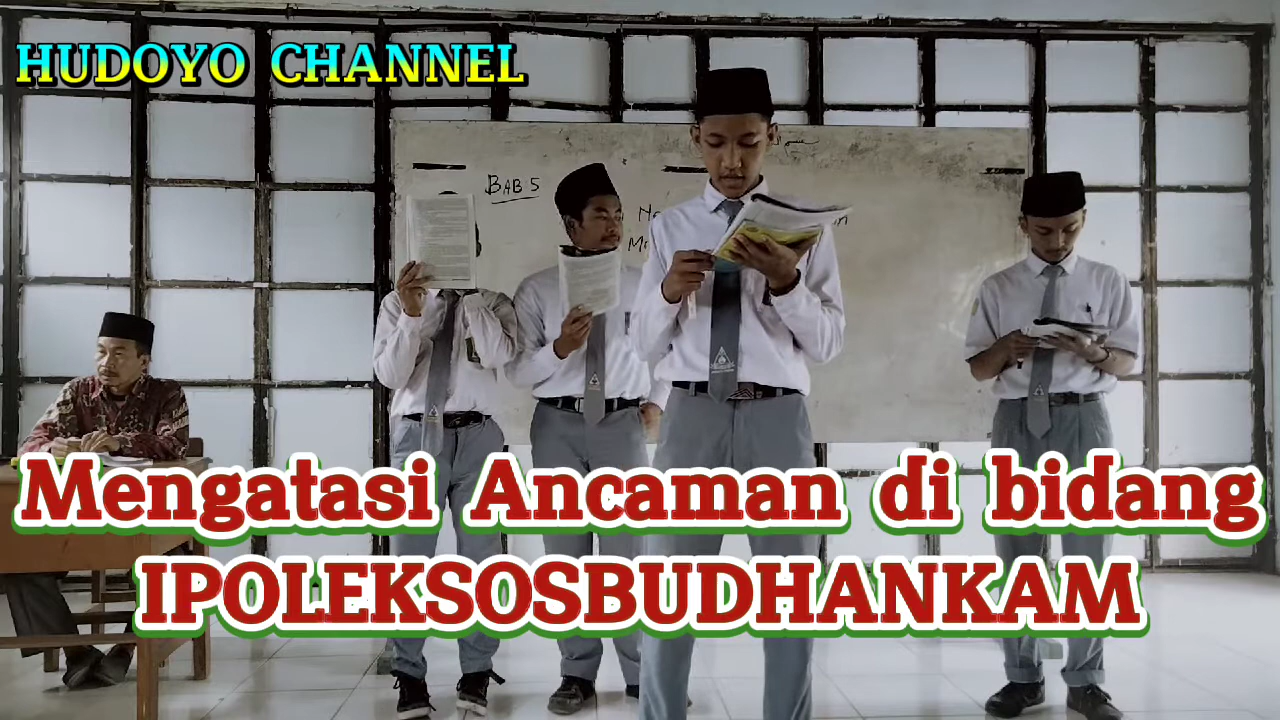 HUDOYO CHANNEL
BAB 5
Mengatasi Ancaman di bidang
IPOLEKSOSBUDHANKAM